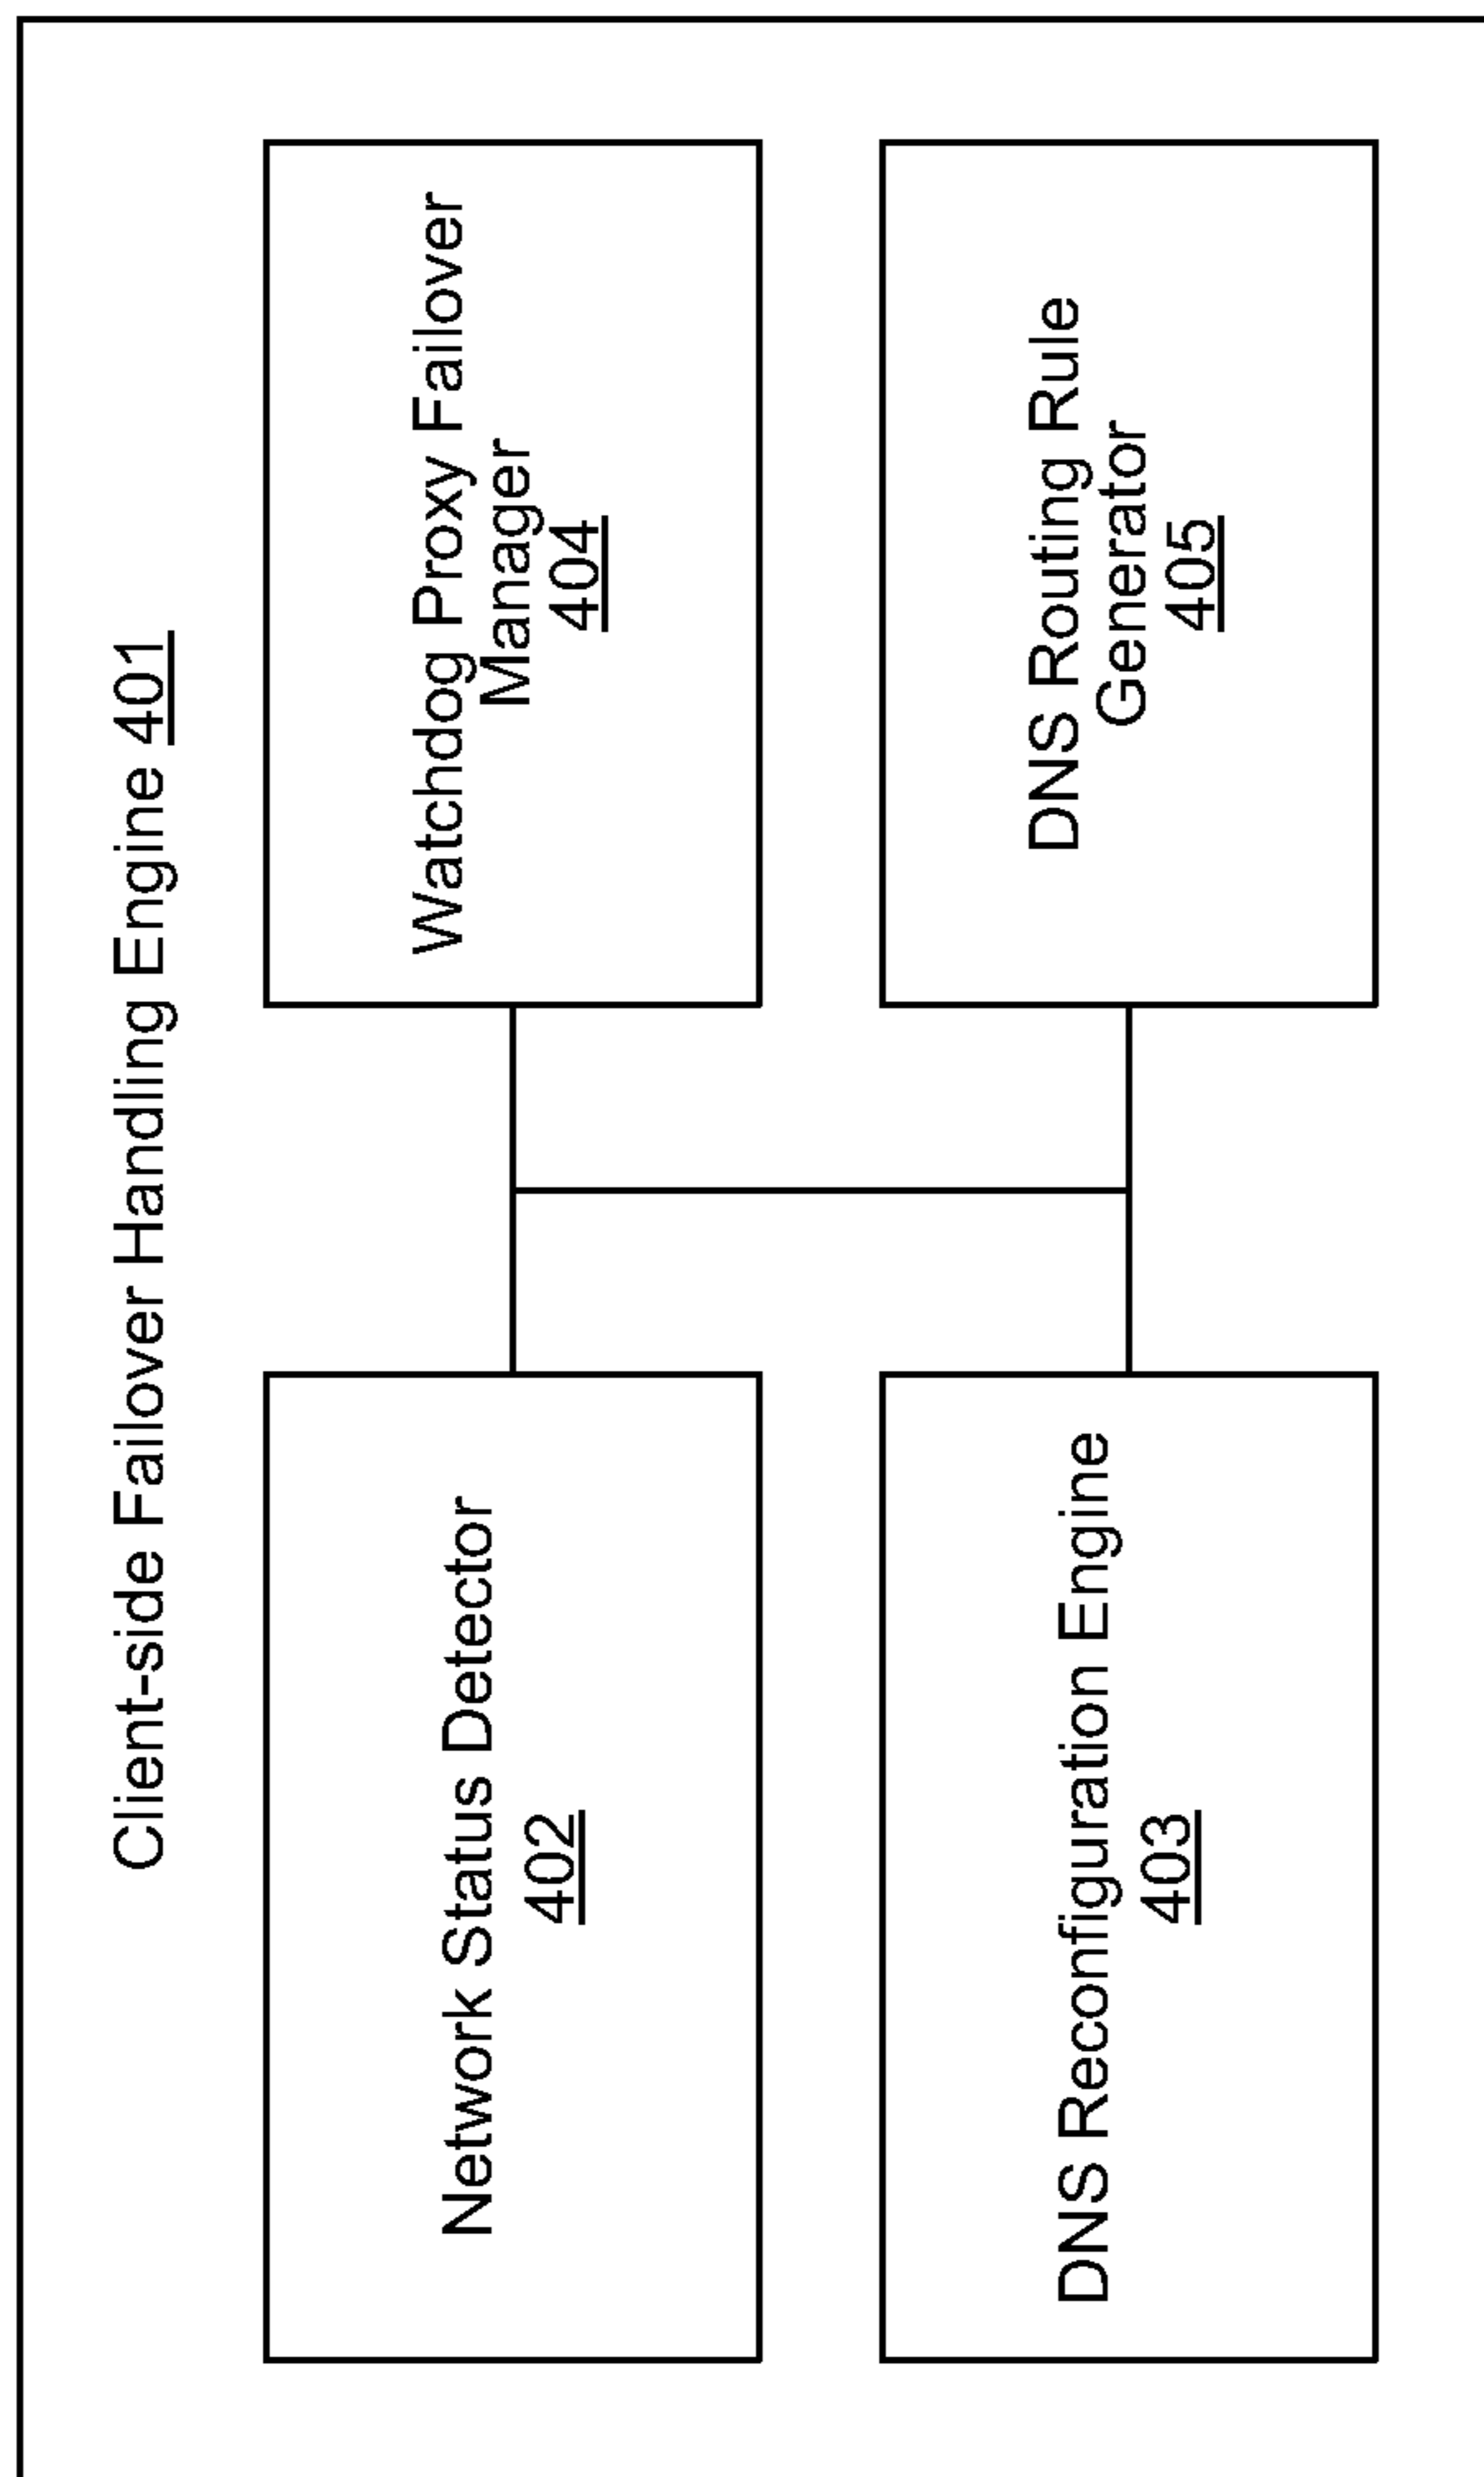 Client-side Failover Handling Engine 401
Network Status Detector
402
Watchdog Proxy Failover
Manager
404
DNS Reconfiguration Engine
403
DNS Routing Rule
Generator
405